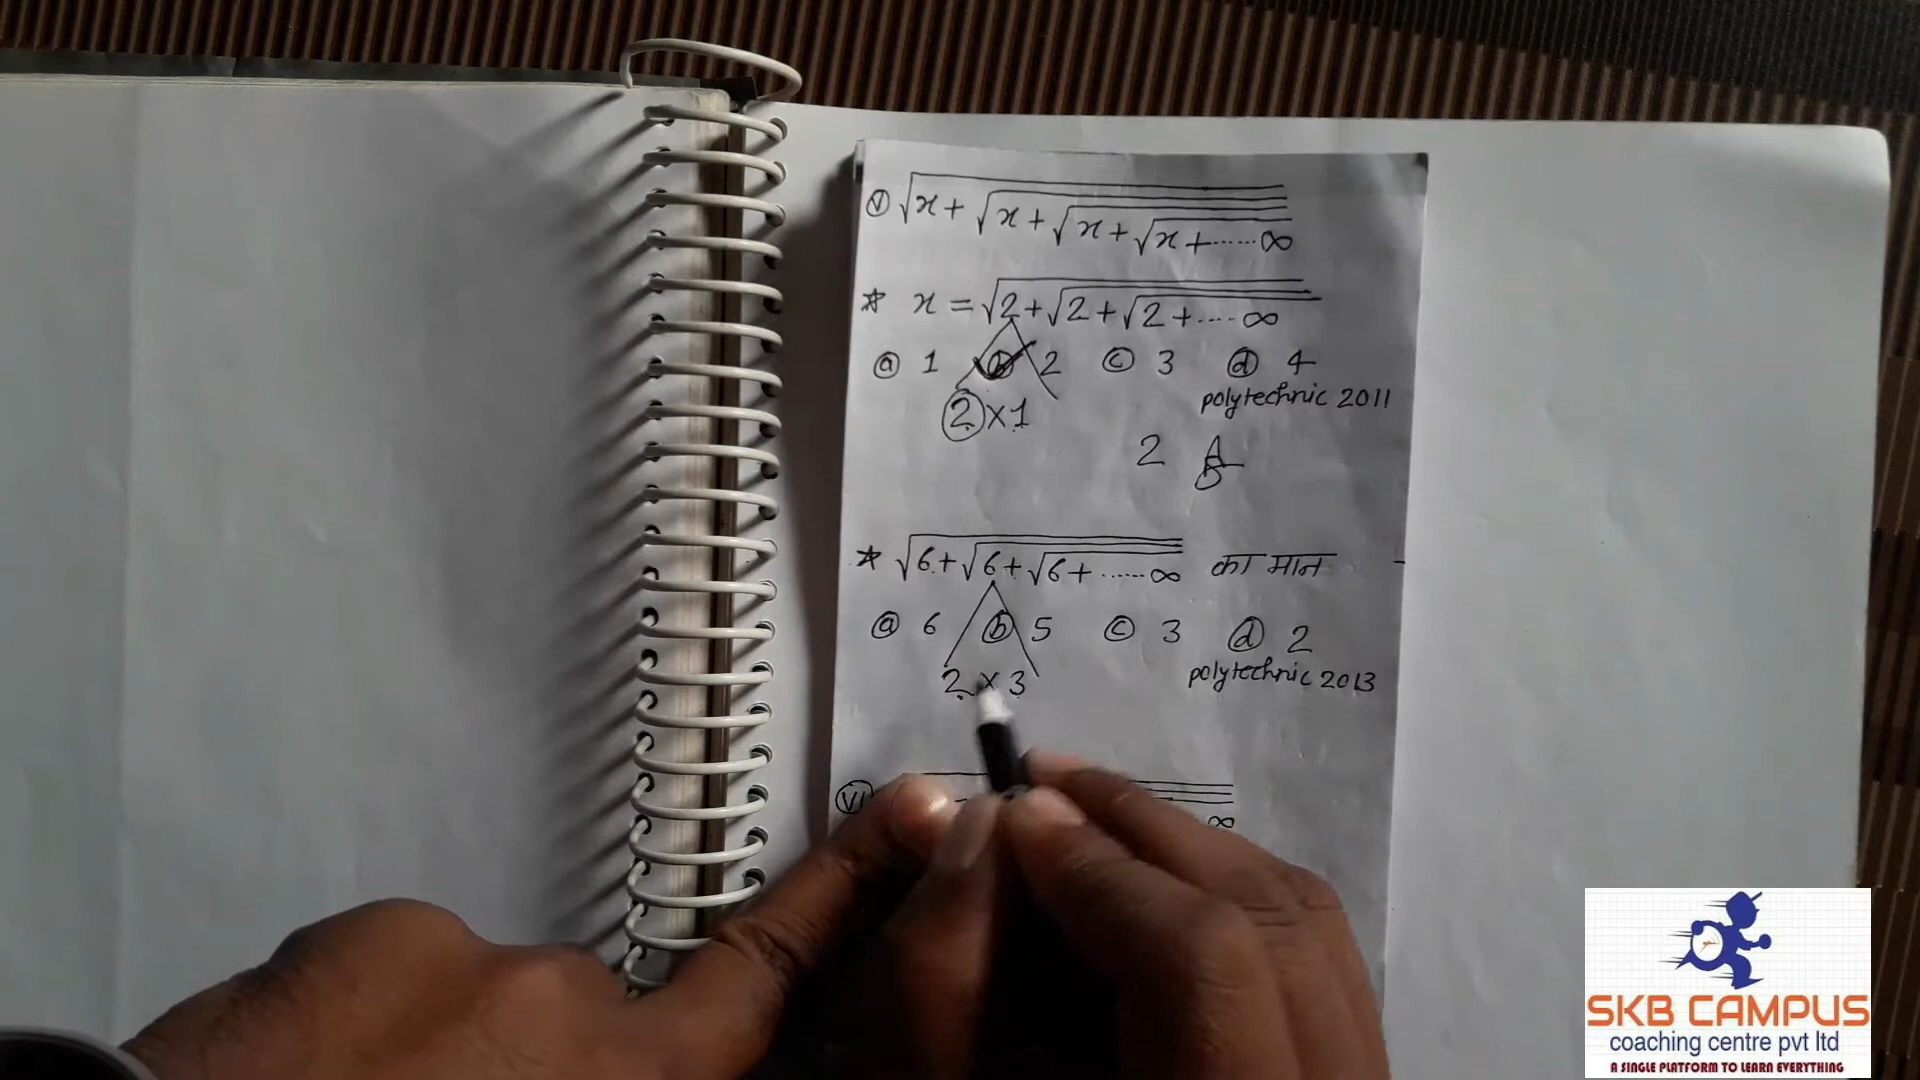 (v) √x + √x + √x + √x + ...... ∞
☆ x = √2 + √2 + √2 + .... ∞
(a) 1 (b) 2 (c) 3 (d) 4
polytechnic 2011
2 × 1
2
☆ √6 + √6 + √6 + ...... ∞ का मान
(a) 6 (b) 5 (c) 3 (d) 2
2 × 3 polytechnic 2013
(VI)
∞
SKB CAMPUS
coaching centre pvt ltd
A SINGLE PLATFORM TO LEARN EVERYTHING